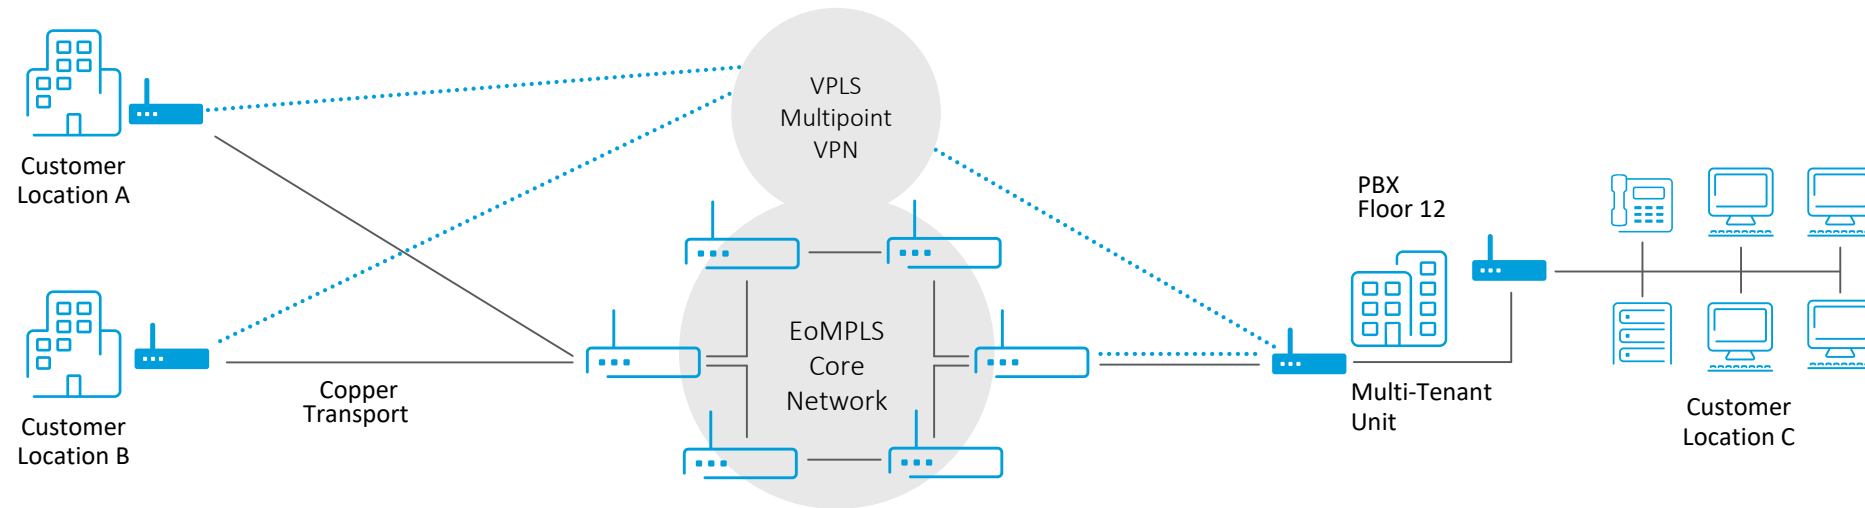 Customer
Location A
Customer
Location B
Copper
Transport
VPLS
Multipoint
VPN
EoMPLS
Core
Network
PBX
Floor 12
Multi-Tenant
Unit
Customer
Location C